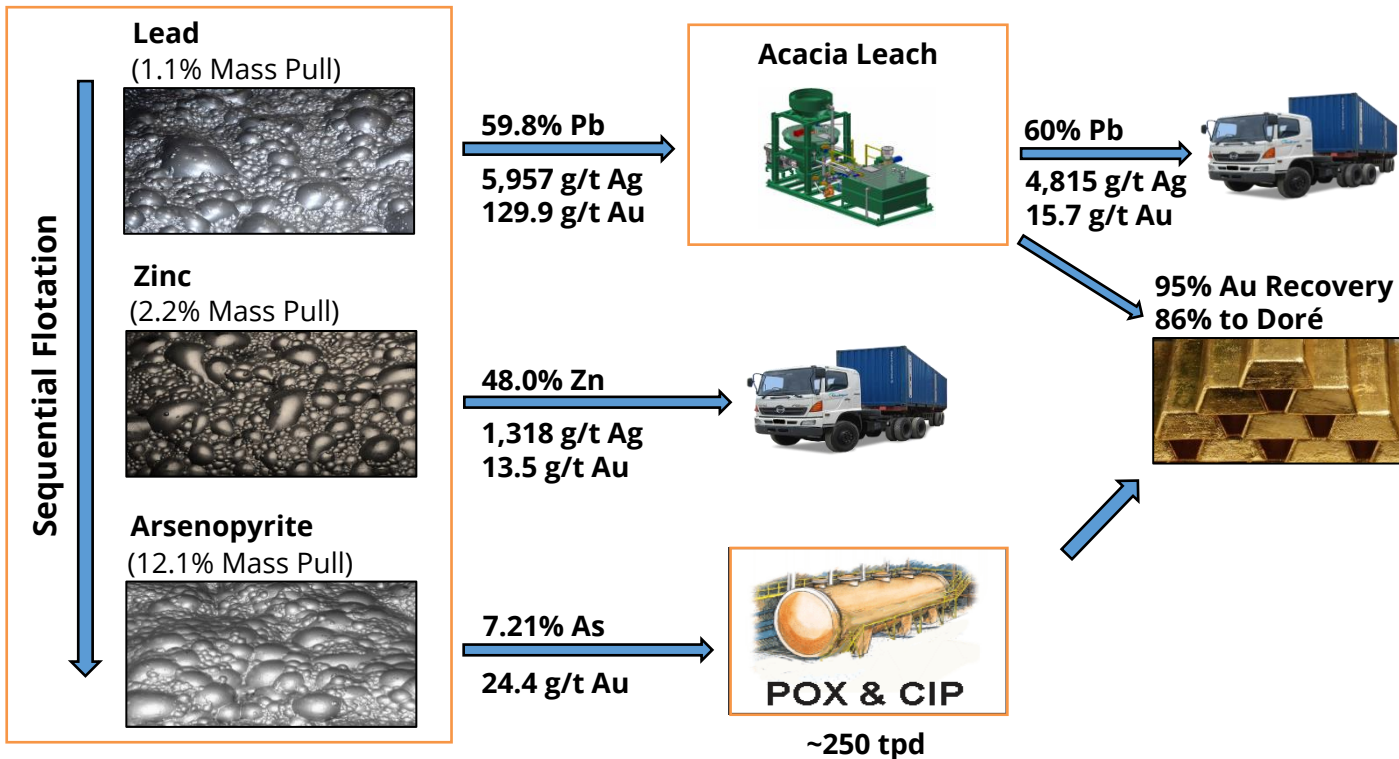 Sequential Flotation
Lead
(1.1% Mass Pull)
Zinc
(2.2% Mass Pull)
Arsenopyrite
(12.1% Mass Pull)
59.8% Pb
5,957 g/t Ag
129.9 g/t Au
Acacia Leach
60% Pb
4,815 g/t Ag
15.7 g/t Au
95% Au Recovery
86% to Doré
48.0% Zn
1,318 g/t Ag
13.5 g/t Au
7.21% As
24.4 g/t Au
POX & CIP
~250 tpd